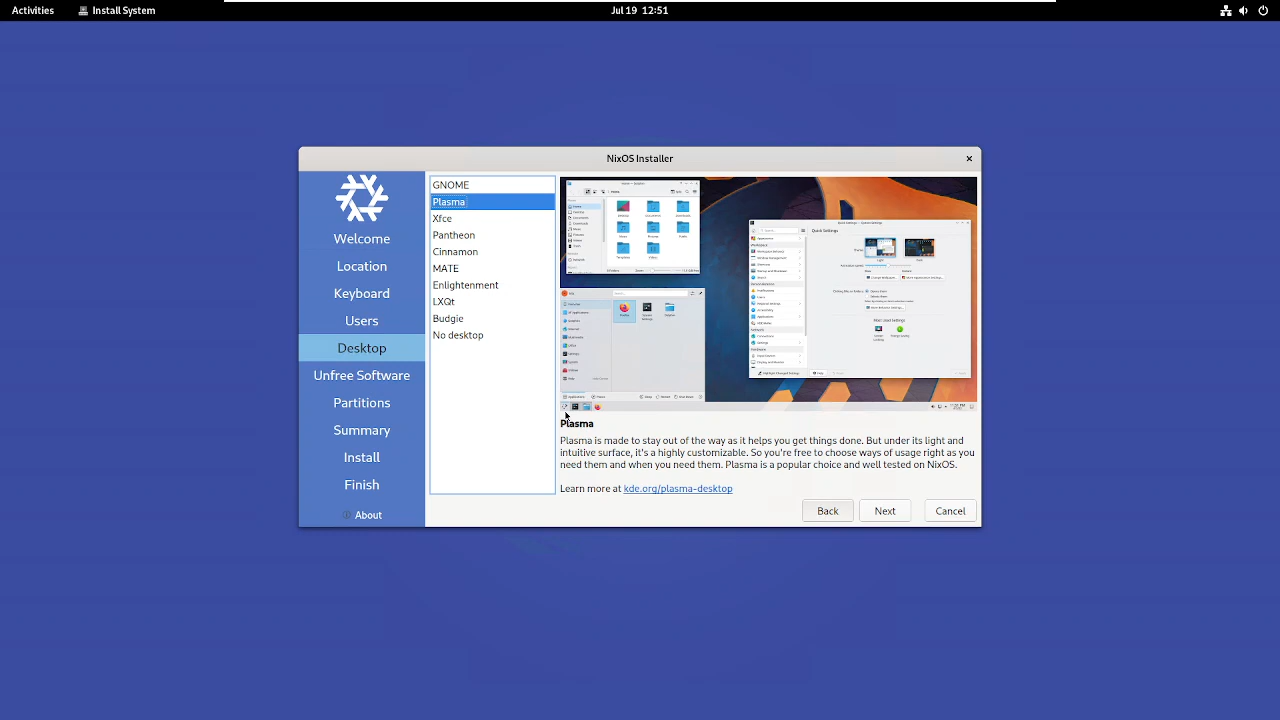 Activities Install System Jul 19 12:51
NixOS Installer
Welcome
Location
Keyboard
Users
Desktop
Unfree Software
Partitions
Summary
Install
Finish
About
GNOME
Plasma
Xfce
Pantheon
Cinnamon
MATE
Enlightenment
LXQt
Budgie
No desktop
Quick Settings
Plasma
Plasma is made to stay out of the way as it helps you get things done. But under its light and
intuitive surface, it's a highly customizable. So you're free to choose ways of usage right as you
need them and when you need them. Plasma is a popular choice and well tested on NixOS.
Learn more at kde.org/plasma-desktop
Back Next Cancel